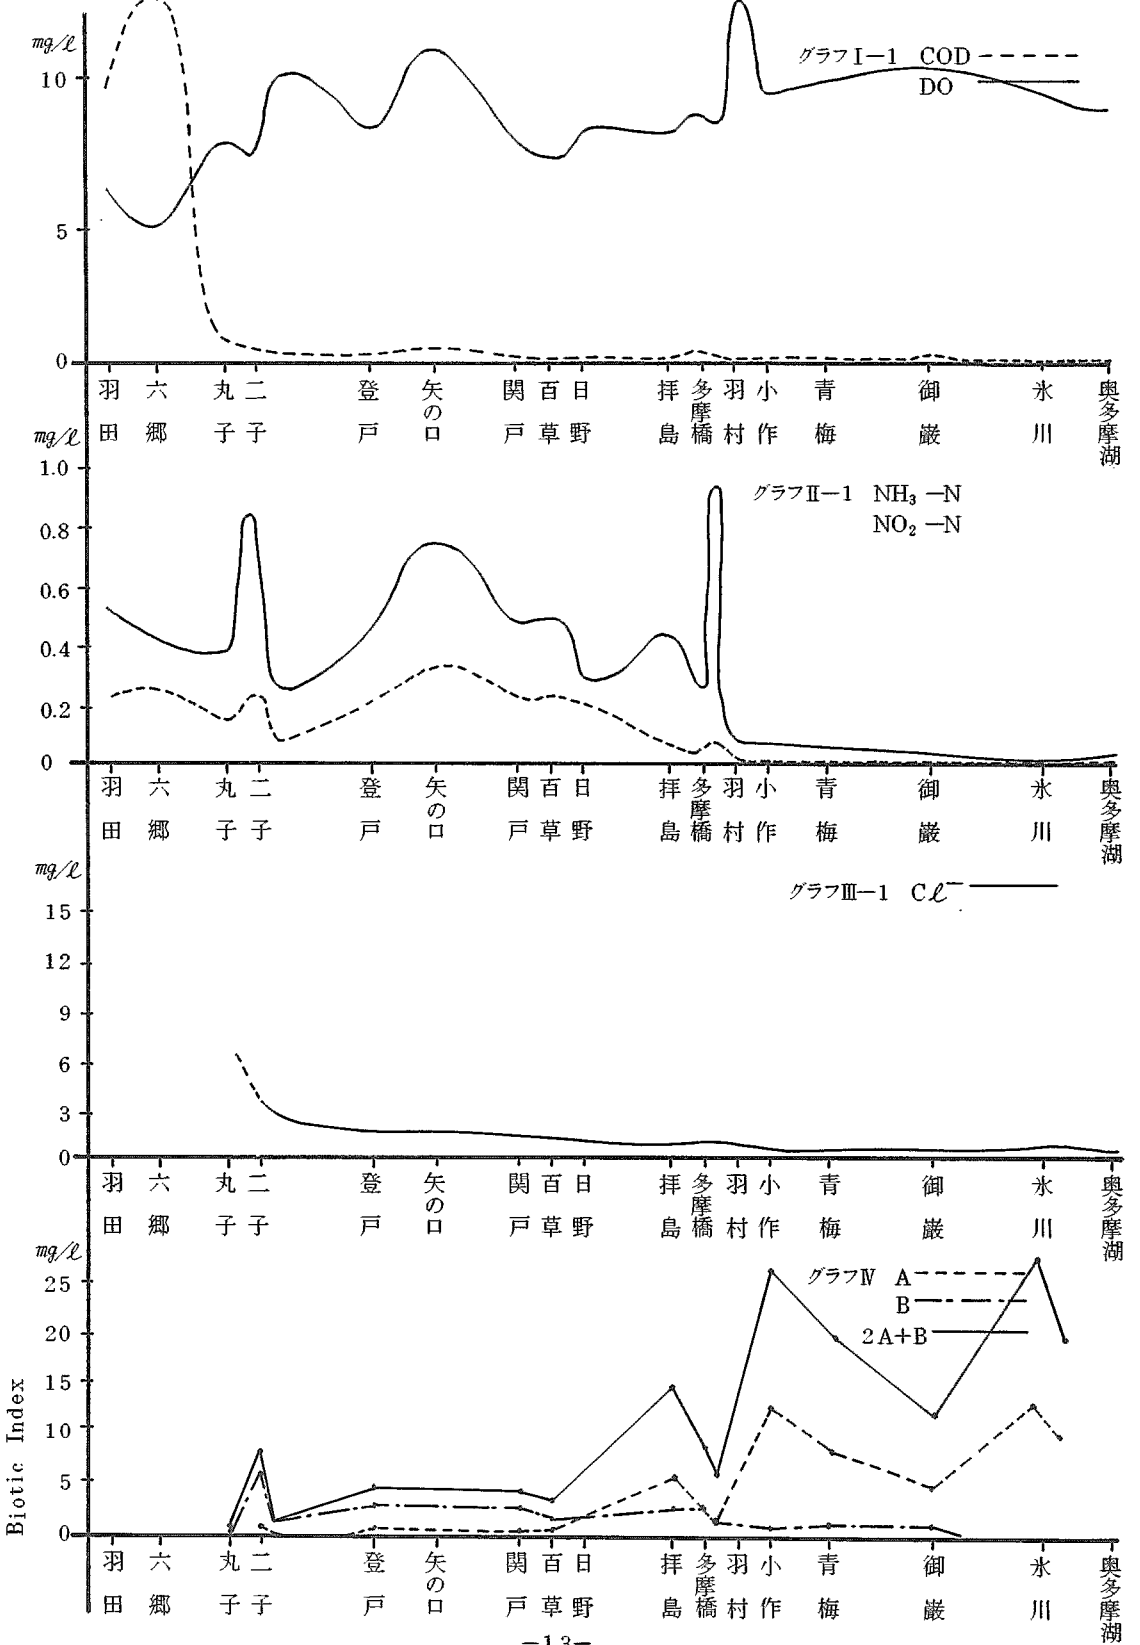 mg/ℓ
グラフI-1 COD
DO
10
5
0
羽田 六郷 丸子 二子 登戸 矢の口 関戸 百草 日野 拝島 多摩橋 羽村 小作 青梅 御嶽 氷川 奥多摩湖
mg/ℓ
グラフⅡ-1 NH₃-N
NO₂-N
1.0
0.8
0.6
0.4
0.2
0
羽田 六郷 丸子 二子 登戸 矢の口 関戸 百草 日野 拝島 多摩橋 羽村 小作 青梅 御巌 氷川 奥多摩湖
mg/ℓ
グラフⅢ-1 Cℓ⁻
15
12
9
6
3
0
羽田 六郷 丸子 二子 登戸 矢の口 関戸 百草 日野 拝島 多摩橋 羽村 小作 青梅 御巌 氷川 奥多摩湖
mg/ℓ
グラフⅣ A
B
2A+B
25
20
15
10
5
0
Biotic Index
羽田 六郷 丸子 二子 登戸 矢の口 関戸 百草 日野 拝島 多摩橋 羽村 小作 青梅 御巌 氷川 奥多摩湖
-13-